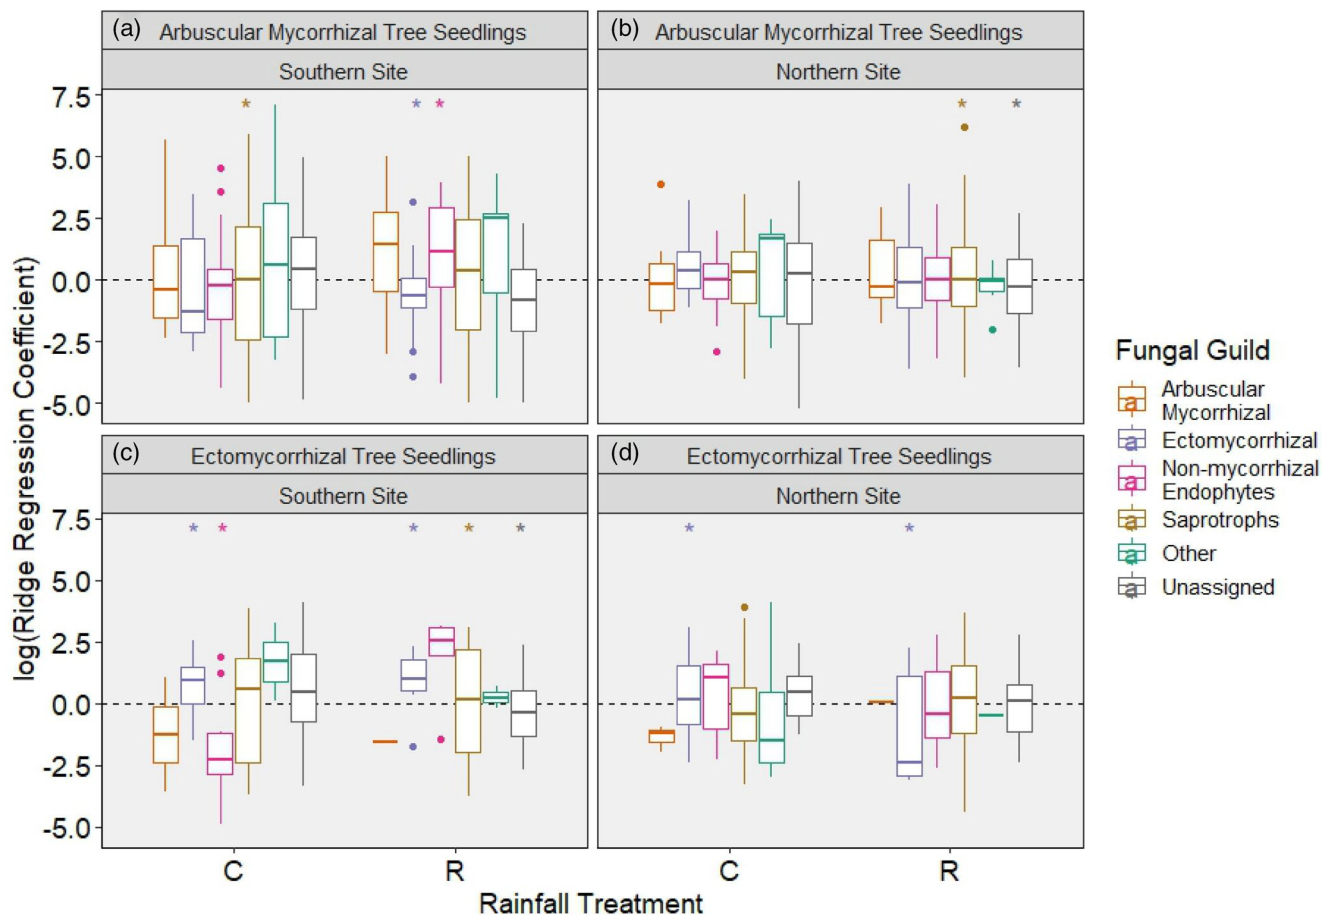 (a) Arbuscular Mycorrhizal Tree Seedlings
Southern Site
(b) Arbuscular Mycorrhizal Tree Seedlings
Northern Site
7.5
5.0
2.5
0.0
-2.5
-5.0
* * *
* *
(c) Ectomycorrhizal Tree Seedlings
Southern Site
(d) Ectomycorrhizal Tree Seedlings
Northern Site
7.5
5.0
2.5
0.0
-2.5
-5.0
* * * * *
* *
C R
C R
log(Ridge Regression Coefficient)
Rainfall Treatment
Fungal Guild
a Arbuscular
Mycorrhizal
a Ectomycorrhizal
a Non-mycorrhizal
Endophytes
a Saprotrophs
a Other
a Unassigned